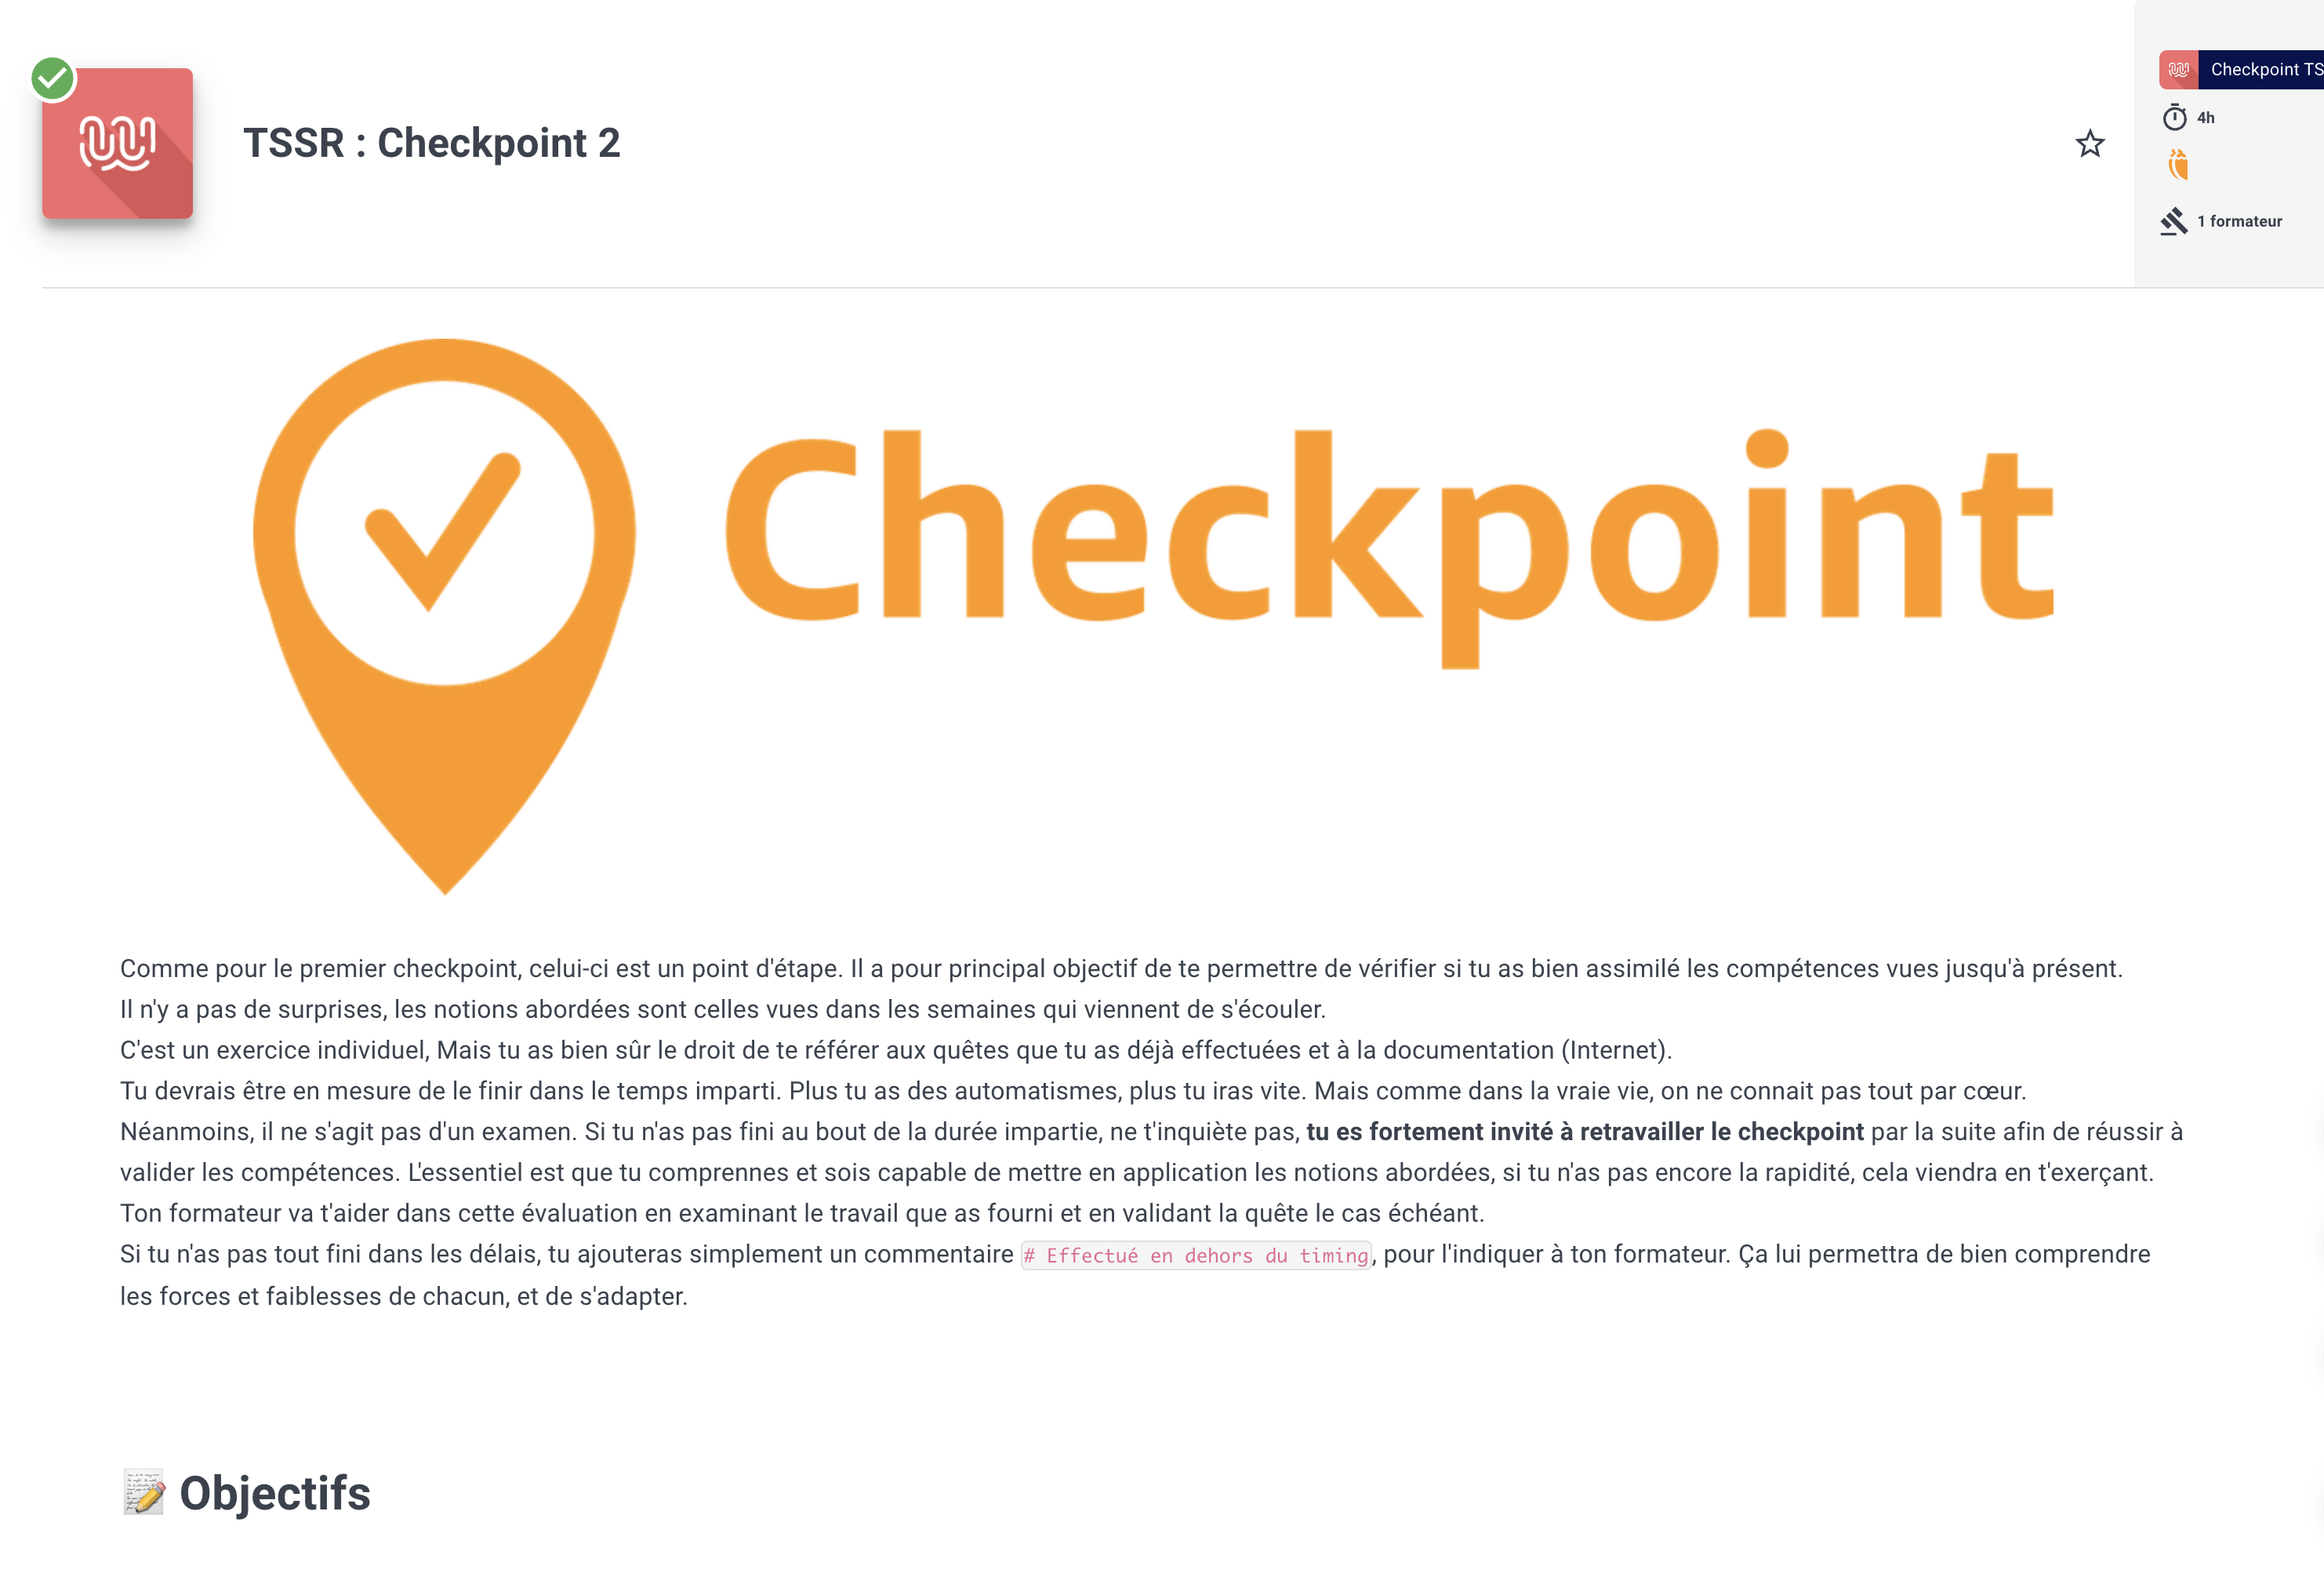 TSSR : Checkpoint 2
Checkpoint TS
4h
1 formateur
Checkpoint
Comme pour le premier checkpoint, celui-ci est un point d'étape. Il a pour principal objectif de te permettre de vérifier si tu as bien assimilé les compétences vues jusqu'à présent.
Il n'y a pas de surprises, les notions abordées sont celles vues dans les semaines qui viennent de s'écouler.
C'est un exercice individuel, Mais tu as bien sûr le droit de te référer aux quêtes que tu as déjà effectuées et à la documentation (Internet).
Tu devrais être en mesure de le finir dans le temps imparti. Plus tu as des automatismes, plus tu iras vite. Mais comme dans la vraie vie, on ne connait pas tout par cœur.
Néanmoins, il ne s'agit pas d'un examen. Si tu n'as pas fini au bout de la durée impartie, ne t'inquiète pas, tu es fortement invité à retravailler le checkpoint par la suite afin de réussir à
valider les compétences. L'essentiel est que tu comprennes et sois capable de mettre en application les notions abordées, si tu n'as pas encore la rapidité, cela viendra en t'exerçant.
Ton formateur va t'aider dans cette évaluation en examinant le travail que as fourni et en validant la quête le cas échéant.
Si tu n'as pas tout fini dans les délais, tu ajouteras simplement un commentaire # Effectué en dehors du timing, pour l'indiquer à ton formateur. Ça lui permettra de bien comprendre
les forces et faiblesses de chacun, et de s'adapter.
Objectifs